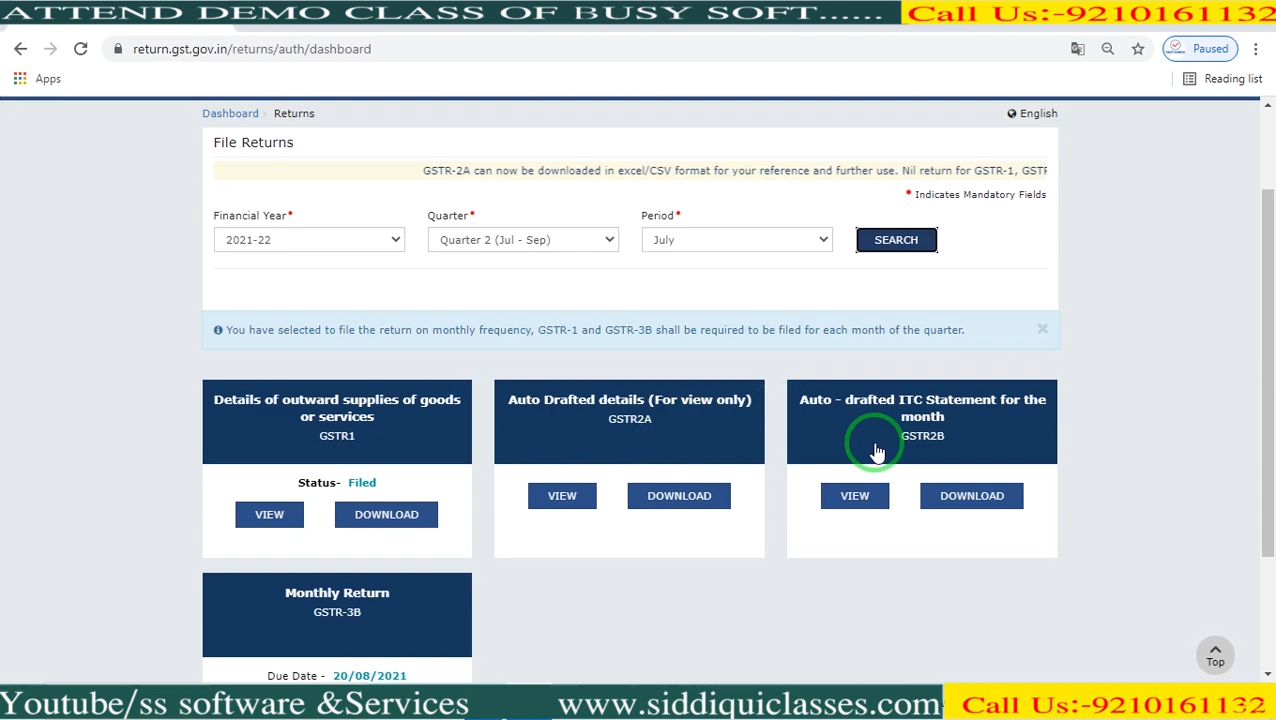 ATTEND DEMO CLASS OF BUSY SOFT...... Call Us:-9210161132
return.gst.gov.in/returns/auth/dashboard
Paused
Apps
Reading list
Dashboard Returns
English
File Returns
GSTR-2A can now be downloaded in excel/CSV format for your reference and further use. Nil return for GSTR-1, GSTR
* Indicates Mandatory Fields
Financial Year* Quarter* Period*
2021-22 Quarter 2 (Jul - Sep) July SEARCH
You have selected to file the return on monthly frequency, GSTR-1 and GSTR-3B shall be required to be filed for each month of the quarter. ×
Details of outward supplies of goods
or services
GSTR1
Status- Filed
VIEW DOWNLOAD
Auto Drafted details (For view only)
GSTR2A
VIEW DOWNLOAD
Auto - drafted ITC Statement for the
month
GSTR2B
VIEW DOWNLOAD
Monthly Return
GSTR-3B
Due Date - 20/08/2021
Top
Youtube/ss software &Services www.siddiquiclasses.com Call Us:-9210161132